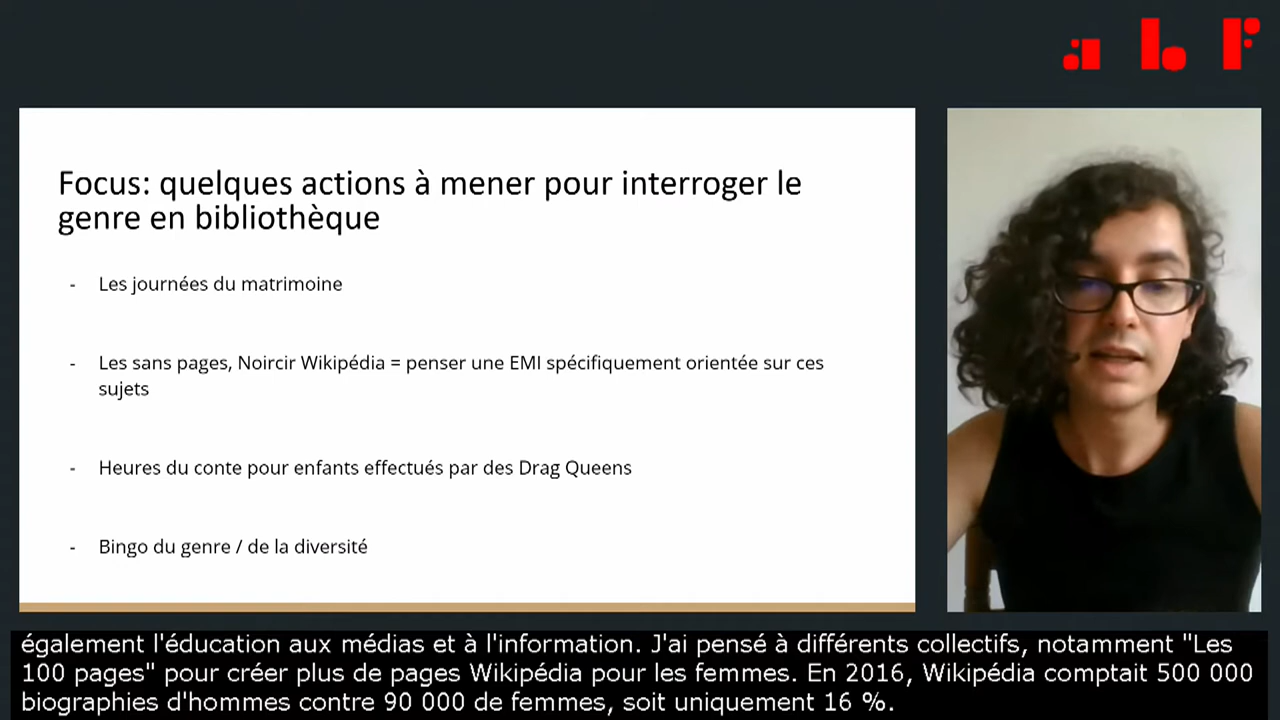 abf
Focus: quelques actions à mener pour interroger le
genre en bibliothèque
- Les journées du matrimoine
- Les sans pages, Noircir Wikipédia = penser une EMI spécifiquement orientée sur ces
sujets
- Heures du conte pour enfants effectués par des Drag Queens
- Bingo du genre / de la diversité
également l'éducation aux médias et à l'information. J'ai pensé à différents collectifs, notamment "Les
100 pages" pour créer plus de pages Wikipédia pour les femmes. En 2016, Wikipédia comptait 500 000
biographies d'hommes contre 90 000 de femmes, soit uniquement 16 %.